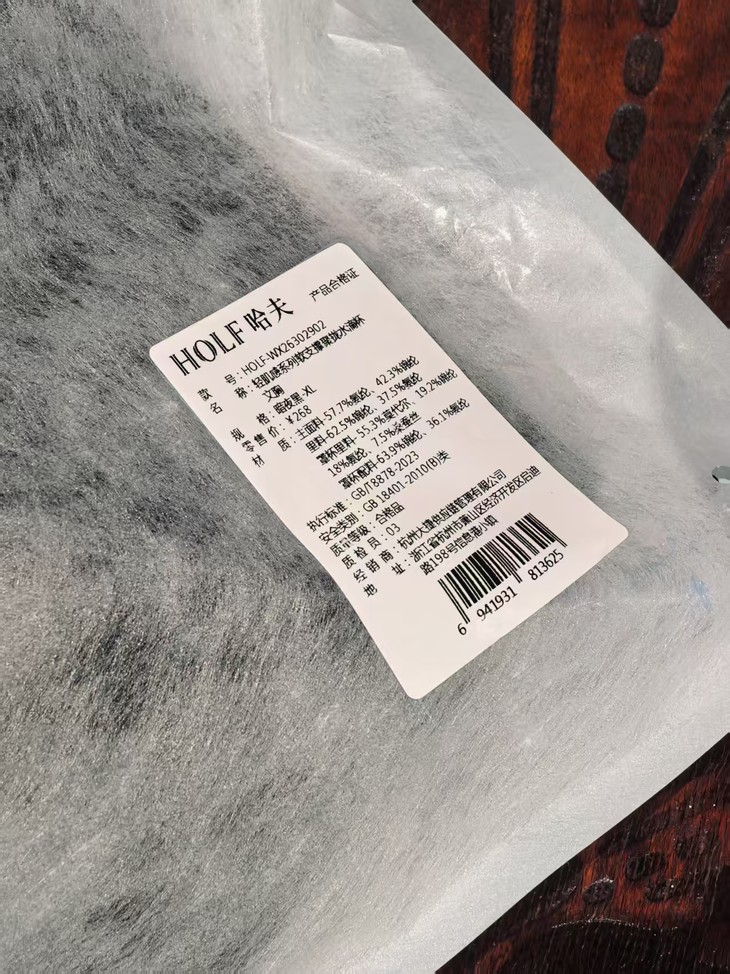 HOLF 哈夫 产品合格证
款 号：HOLF-WX26302902
名 称：轻肌感系列软支撑聚拢水滴杯
文胸
规 格：暗夜黑-XL
零 售 价：¥268
材 质：主面料-57.7%氨纶、42.3%锦纶
里料-62.5%锦纶、37.5%氨纶
罩杯里料-55.3%莫代尔、19.2%锦纶
18%氨纶、7.5%蚕丝
罩杯配料-63.9%锦纶、36.1%氨纶
执行标准：GB/T8878-2023
安全类别：GB 18401-2010(B)类
质量等级：合格品
质 检 员：03
经 销 商：杭州大捷供应链管理有限公司
地 址：浙江省杭州市萧山区经济开发区启迪
路198号信息港小镇
6 941931 813625